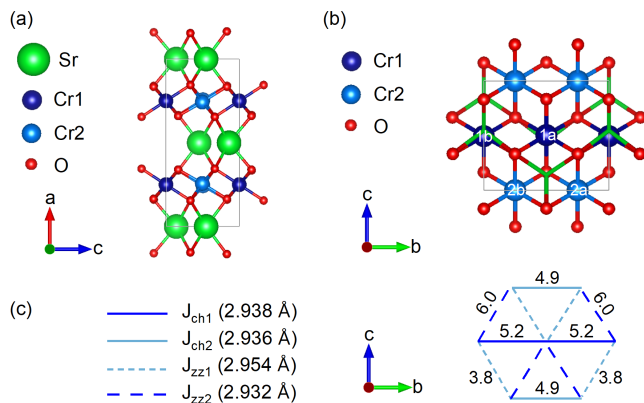 (a)
Sr
Cr1
Cr2
O
a
c
(b)
Cr1
Cr2
O
1b
1a
2b
2a
c
b
(c)
J_ch1 (2.938 Å)
J_ch2 (2.936 Å)
J_zz1 (2.954 Å)
J_zz2 (2.932 Å)
c
b
4.9
6.0
6.0
5.2
5.2
3.8
3.8
4.9